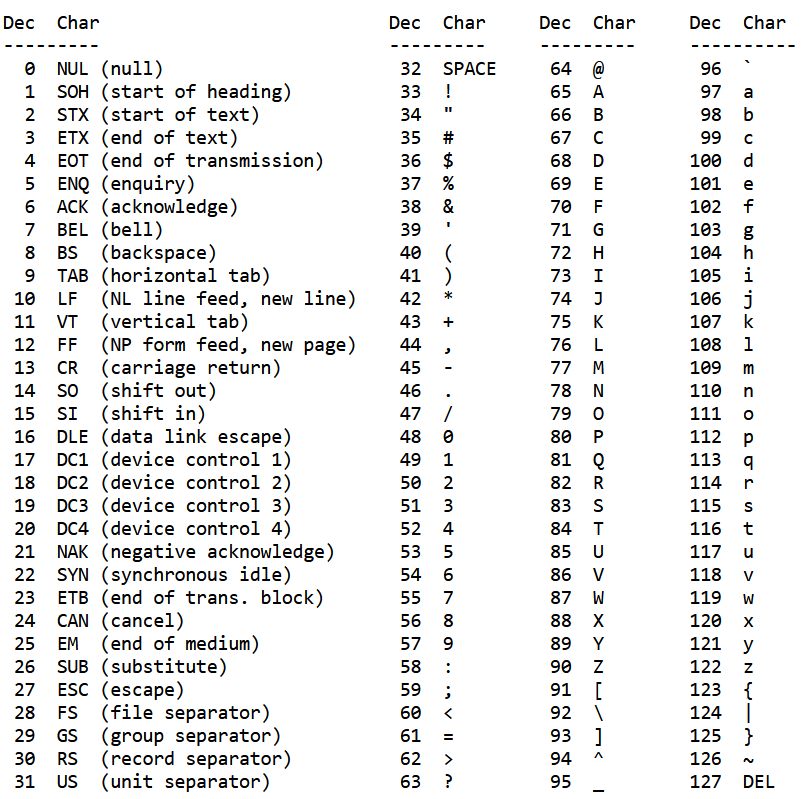 Dec  Char                           Dec  Char     Dec  Char     Dec  Char
---------                           ---------     ---------     ----------
  0  NUL (null)                      32  SPACE     64  @         96  `
  1  SOH (start of heading)          33  !         65  A         97  a
  2  STX (start of text)             34  "         66  B         98  b
  3  ETX (end of text)               35  #         67  C         99  c
  4  EOT (end of transmission)       36  $         68  D        100  d
  5  ENQ (enquiry)                   37  %         69  E        101  e
  6  ACK (acknowledge)               38  &         70  F        102  f
  7  BEL (bell)                      39  '         71  G        103  g
  8  BS  (backspace)                 40  (         72  H        104  h
  9  TAB (horizontal tab)            41  )         73  I        105  i
 10  LF  (NL line feed, new line)    42  *         74  J        106  j
 11  VT  (vertical tab)              43  +         75  K        107  k
 12  FF  (NP form feed, new page)    44  ,         76  L        108  l
 13  CR  (carriage return)           45  -         77  M        109  m
 14  SO  (shift out)                 46  .         78  N        110  n
 15  SI  (shift in)                  47  /         79  O        111  o
 16  DLE (data link escape)          48  0         80  P        112  p
 17  DC1 (device control 1)          49  1         81  Q        113  q
 18  DC2 (device control 2)          50  2         82  R        114  r
 19  DC3 (device control 3)          51  3         83  S        115  s
 20  DC4 (device control 4)          52  4         84  T        116  t
 21  NAK (negative acknowledge)      53  5         85  U        117  u
 22  SYN (synchronous idle)          54  6         86  V        118  v
 23  ETB (end of trans. block)       55  7         87  W        119  w
 24  CAN (cancel)                    56  8         88  X        120  x
 25  EM  (end of medium)             57  9         89  Y        121  y
 26  SUB (substitute)                58  :         90  Z        122  z
 27  ESC (escape)                    59  ;         91  [        123  {
 28  FS  (file separator)            60  <         92  \        124  |
 29  GS  (group separator)           61  =         93  ]        125  }
 30  RS  (record separator)          62  >         94  ^        126  ~
 31  US  (unit separator)            63  ?         95  _        127  DEL